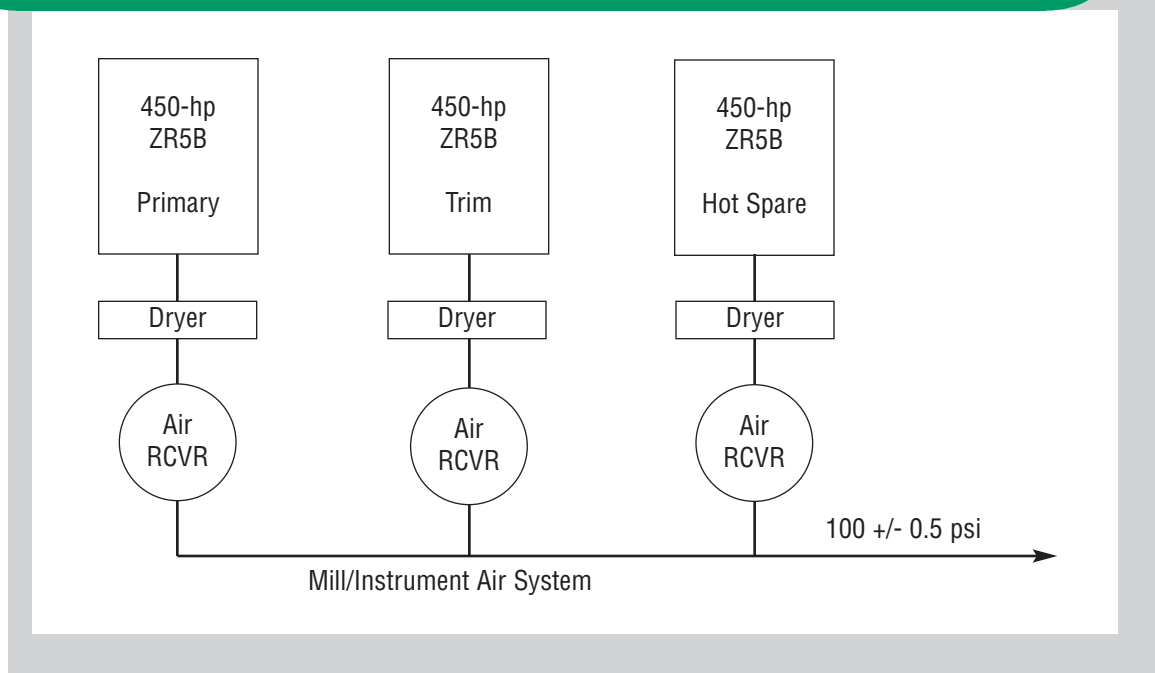 450-hp
ZR5B
Primary
450-hp
ZR5B
Trim
450-hp
ZR5B
Hot Spare
Dryer
Dryer
Dryer
Air
RCVR
Air
RCVR
Air
RCVR
100 +/- 0.5 psi
Mill/Instrument Air System